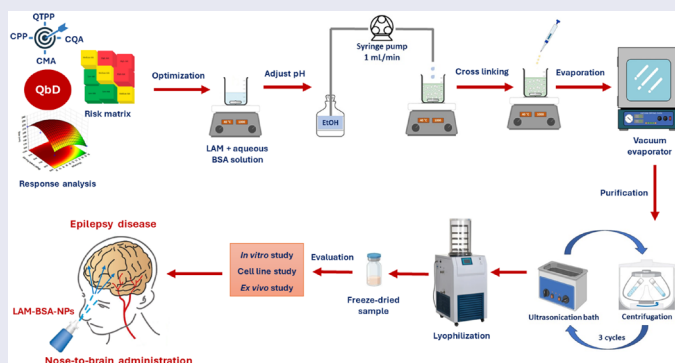 QTPP
CPP
CQA
CMA
QbD
Risk matrix
Response analysis
Optimization
LAM + aqueous
BSA solution
Adjust pH
Syringe pump
1 ml/min
EtOH
Cross linking
Evaporation
Vacuum
evaporator
Purification
Ultrasonication bath
Centrifugation
3 cycles
Lyophilization
Freeze-dried
sample
Evaluation
In vitro study
Cell line study
Ex vivo study
Epilepsy disease
LAM-BSA-NPs
Nose-to-brain administration